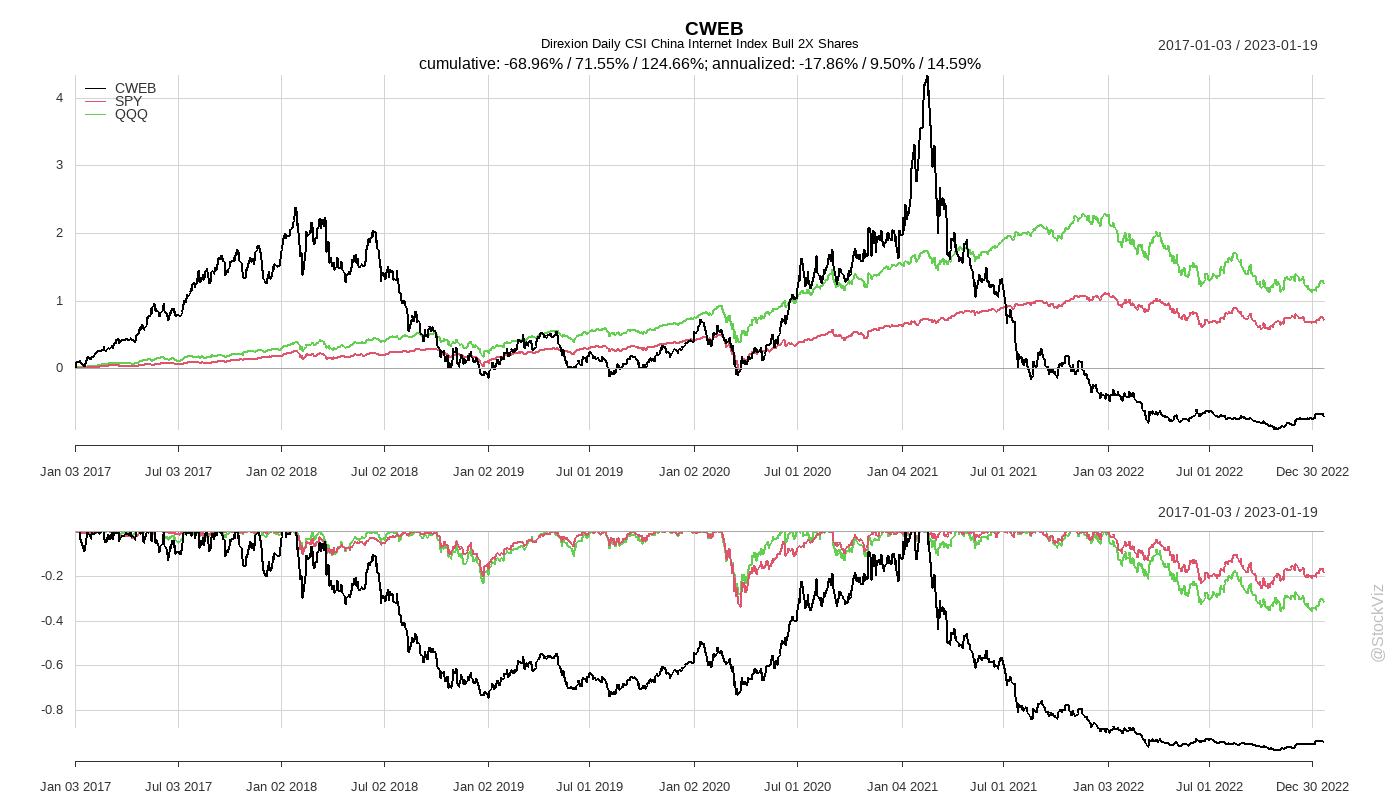 CWEB
Direxion Daily CSI China Internet Index Bull 2X Shares
2017-01-03 / 2023-01-19
cumulative: -68.96% / 71.55% / 124.66%; annualized: -17.86% / 9.50% / 14.59%
CWEB
SPY
QQQ
4
3
2
1
0
Jan 03 2017 Jul 03 2017 Jan 02 2018 Jul 02 2018 Jan 02 2019 Jul 01 2019 Jan 02 2020 Jul 01 2020 Jan 04 2021 Jul 01 2021 Jan 03 2022 Jul 01 2022 Dec 30 2022
2017-01-03 / 2023-01-19
-0.2
-0.4
-0.6
-0.8
Jan 03 2017 Jul 03 2017 Jan 02 2018 Jul 02 2018 Jan 02 2019 Jul 01 2019 Jan 02 2020 Jul 01 2020 Jan 04 2021 Jul 01 2021 Jan 03 2022 Jul 01 2022 Dec 30 2022
@StockViz